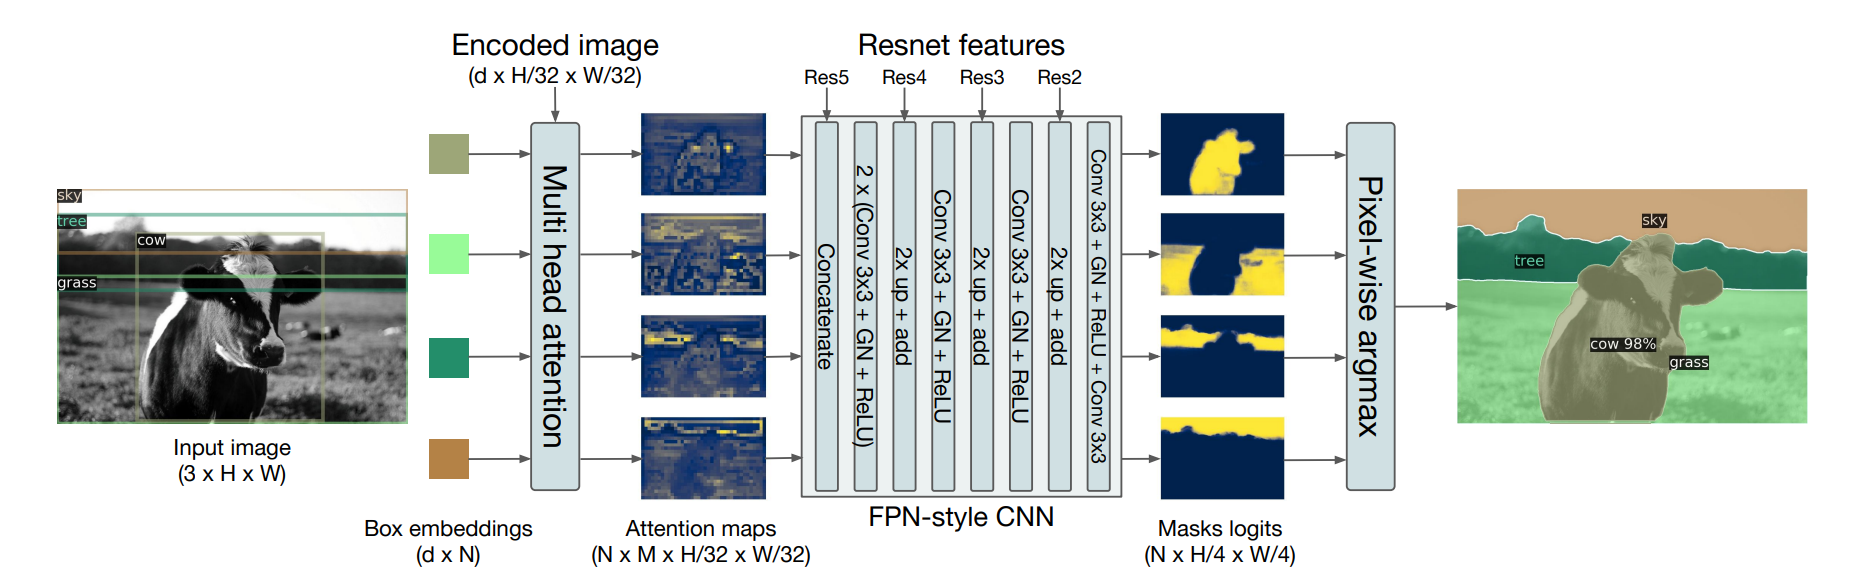 Encoded image
(d x H/32 x W/32)
Resnet features
Res5
Res4
Res3
Res2
sky
tree
cow
grass
Input image
(3 x H x W)
Box embeddings
(d x N)
Multi head attention
Attention maps
(N x M x H/32 x W/32)
Concatenate
2 x (Conv 3x3 + GN + ReLU)
2x up + add
Conv 3x3 + GN + ReLU
2x up + add
Conv 3x3 + GN + ReLU
2x up + add
Conv 3x3 + GN + ReLU + Conv 3x3
FPN-style CNN
Masks logits
(N x H/4 x W/4)
Pixel-wise argmax
sky
tree
cow 98%
grass